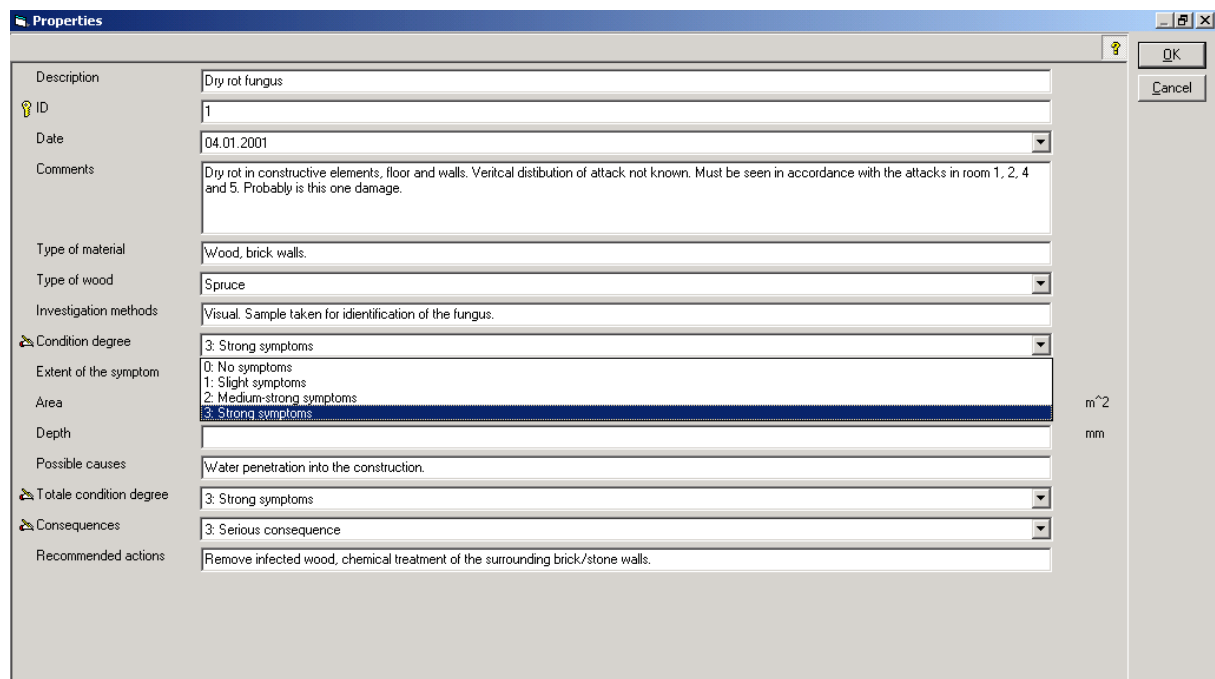 Properties
OK
Cancel
Description Dry rot fungus
ID 1
Date 04.01.2001
Comments Dry rot in constructive elements, floor and walls. Veritcal distibution of attack not known. Must be seen in accordance with the attacks in room 1, 2, 4
and 5. Probably is this one damage.
Type of material Wood, brick walls.
Type of wood Spruce
Investigation methods Visual. Sample taken for idientification of the fungus.
Condition degree 3: Strong symptoms
0: No symptoms
Extent of the symptom 1: Slight symptoms
2: Medium-strong symptoms
Area 3: Strong symptoms m^2
Depth mm
Possible causes Water penetration into the construction.
Totale condition degree 3: Strong symptoms
Consequences 3: Serious consequence
Recommended actions Remove infected wood, chemical treatment of the surrounding brick/stone walls.